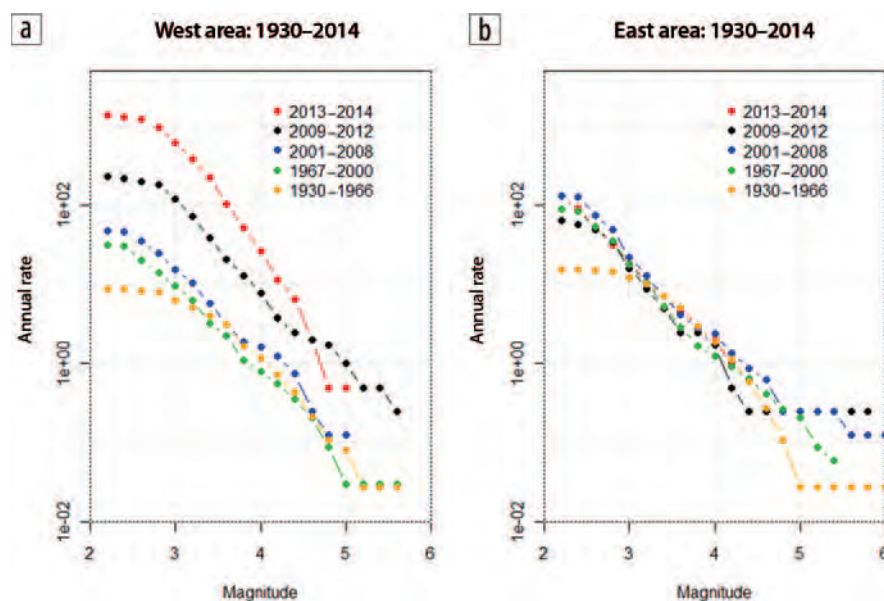 a
West area: 1930–2014
2013–2014
2009–2012
2001–2008
1967–2000
1930–1966
1e+02
1e+00
1e-02
Annual rate
2 3 4 5 6
Magnitude
b
East area: 1930–2014
2013–2014
2009–2012
2001–2008
1967–2000
1930–1966
1e+02
1e+00
1e-02
Annual rate
2 3 4 5 6
Magnitude